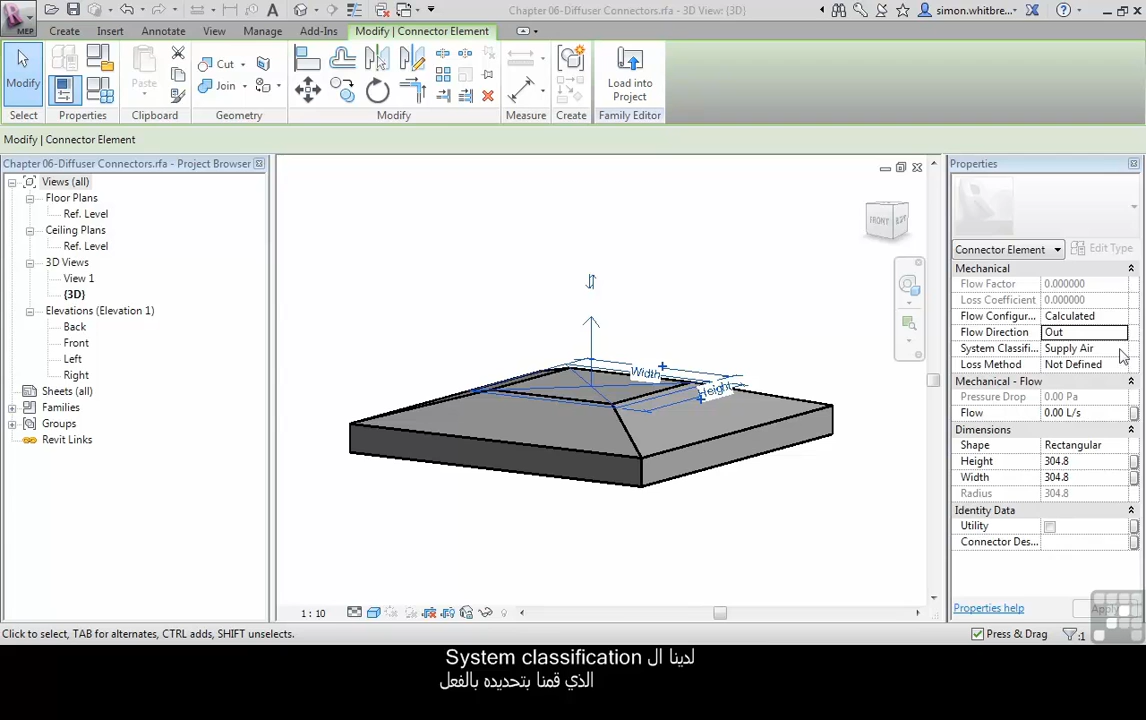 Chapter 06-Diffuser Connectors.rfa - 3D View: {3D}
simon.whitbre...
MEP
Create Insert Annotate View Manage Add-Ins Modify | Connector Element
Modify
Paste
Cut
Join
Load into
Project
Select Properties Clipboard Geometry Modify Measure Create Family Editor
Modify | Connector Element
Chapter 06-Diffuser Connectors.rfa - Project Browser
Views (all)
Floor Plans
Ref. Level
Ceiling Plans
Ref. Level
3D Views
View 1
{3D}
Elevations (Elevation 1)
Back
Front
Left
Right
Sheets (all)
Families
Groups
Revit Links
FRONT
Width
Height
1 : 10
Properties
Connector Element
Edit Type
Mechanical
Flow Factor 0.000000
Loss Coefficient 0.000000
Flow Configur... Calculated
Flow Direction Out
System Classifi... Supply Air
Loss Method Not Defined
Mechanical - Flow
Pressure Drop 0.00 Pa
Flow 0.00 L/s
Dimensions
Shape Rectangular
Height 304.8
Width 304.8
Radius 304.8
Identity Data
Utility
Connector Des...
Properties help
Apply
Click to select, TAB for alternates, CTRL adds, SHIFT unselects.
Press & Drag
:1
لدينا ال System classification
الذي قمنا بتحديده بالفعل